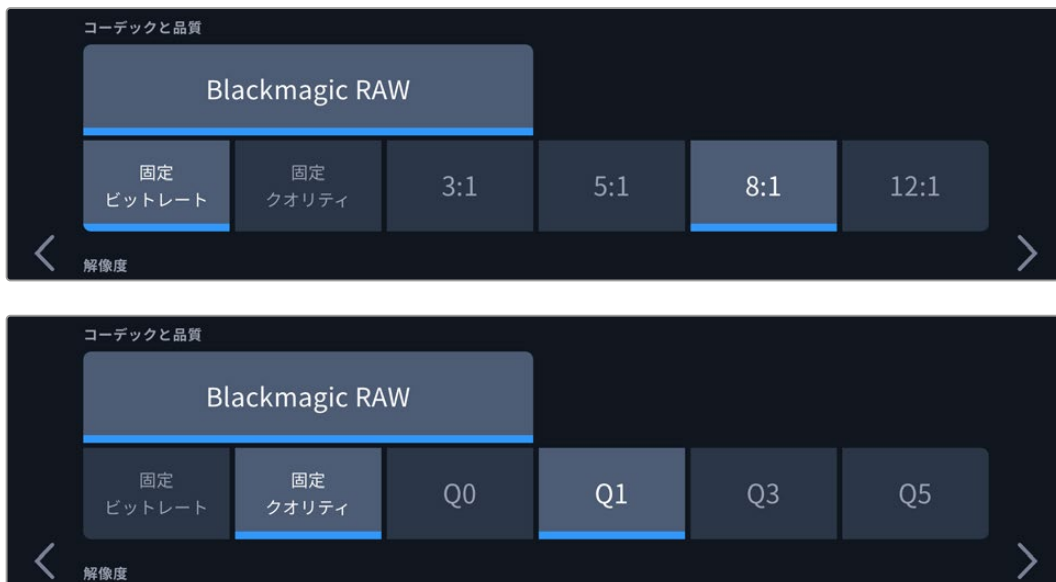 コーデックと品質
Blackmagic RAW
固定
ビットレート
固定
クオリティ
3:1
5:1
8:1
12:1
解像度
コーデックと品質
Blackmagic RAW
固定
ビットレート
固定
クオリティ
Q0
Q1
Q3
Q5
解像度